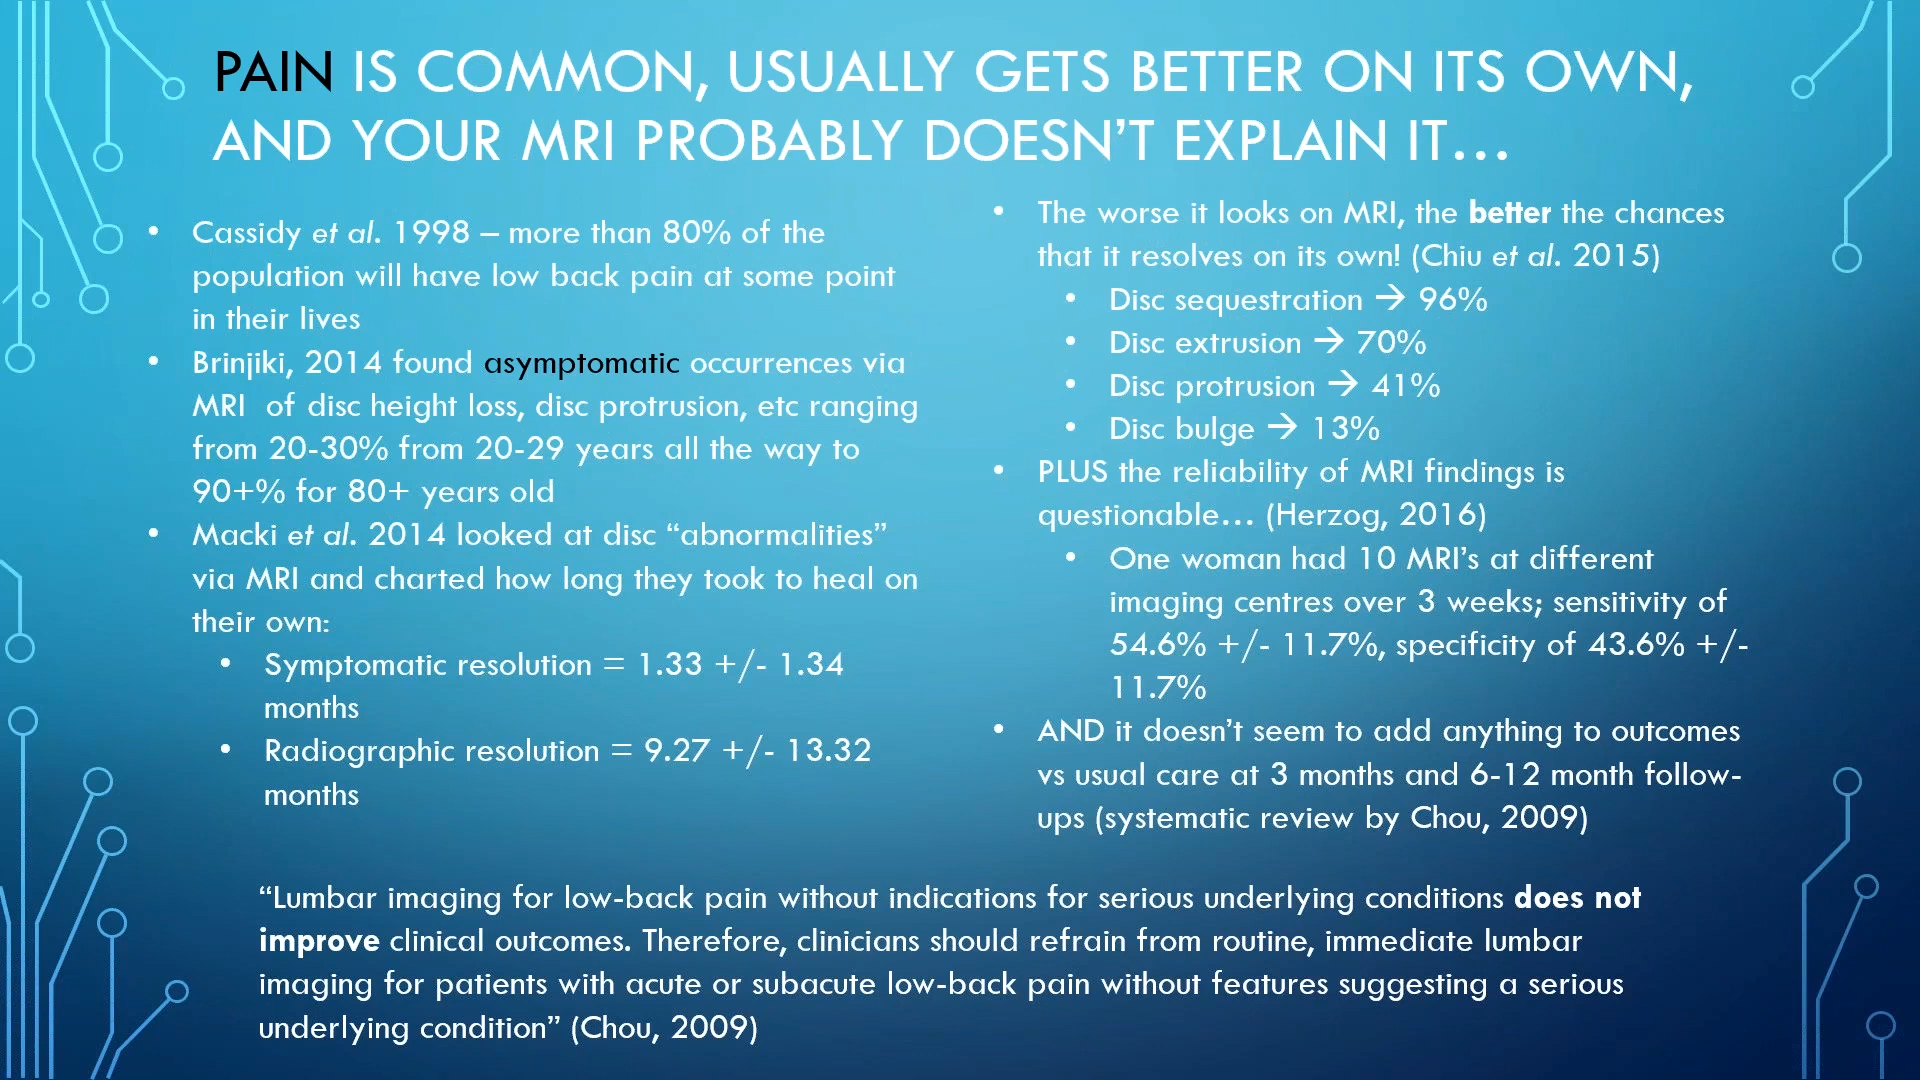 PAIN IS COMMON, USUALLY GETS BETTER ON ITS OWN,
AND YOUR MRI PROBABLY DOESN'T EXPLAIN IT…
• Cassidy et al. 1998 – more than 80% of the
population will have low back pain at some point
in their lives
• Brinjiki, 2014 found asymptomatic occurrences via
MRI  of disc height loss, disc protrusion, etc ranging
from 20-30% from 20-29 years all the way to
90+% for 80+ years old
• Macki et al. 2014 looked at disc “abnormalities”
via MRI and charted how long they took to heal on
their own:
• Symptomatic resolution = 1.33 +/- 1.34
months
• Radiographic resolution = 9.27 +/- 13.32
months
• The worse it looks on MRI, the better the chances
that it resolves on its own! (Chiu et al. 2015)
• Disc sequestration → 96%
• Disc extrusion → 70%
• Disc protrusion → 41%
• Disc bulge → 13%
• PLUS the reliability of MRI findings is
questionable… (Herzog, 2016)
• One woman had 10 MRI's at different
imaging centres over 3 weeks; sensitivity of
54.6% +/- 11.7%, specificity of 43.6% +/-
11.7%
• AND it doesn't seem to add anything to outcomes
vs usual care at 3 months and 6-12 month follow-
ups (systematic review by Chou, 2009)
“Lumbar imaging for low-back pain without indications for serious underlying conditions does not
improve clinical outcomes. Therefore, clinicians should refrain from routine, immediate lumbar
imaging for patients with acute or subacute low-back pain without features suggesting a serious
underlying condition” (Chou, 2009)